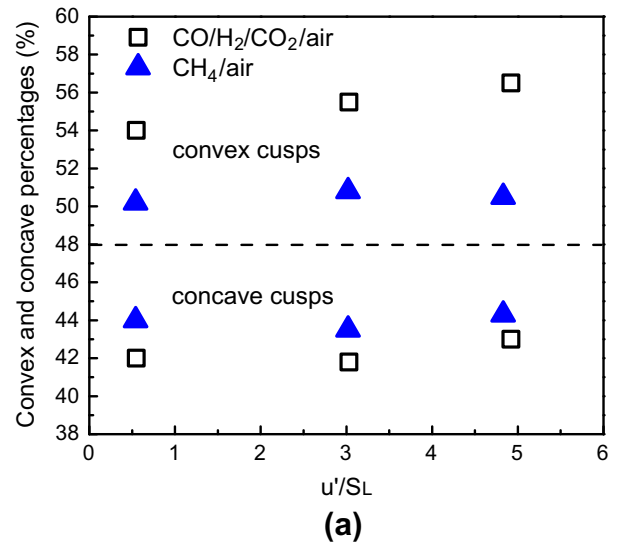 60
58
56
54
52
50
48
46
44
42
40
38
Convex and concave percentages (%)
CO/H₂/CO₂/air
CH₄/air
convex cusps
concave cusps
0 1 2 3 4 5 6
u'/SL
(a)